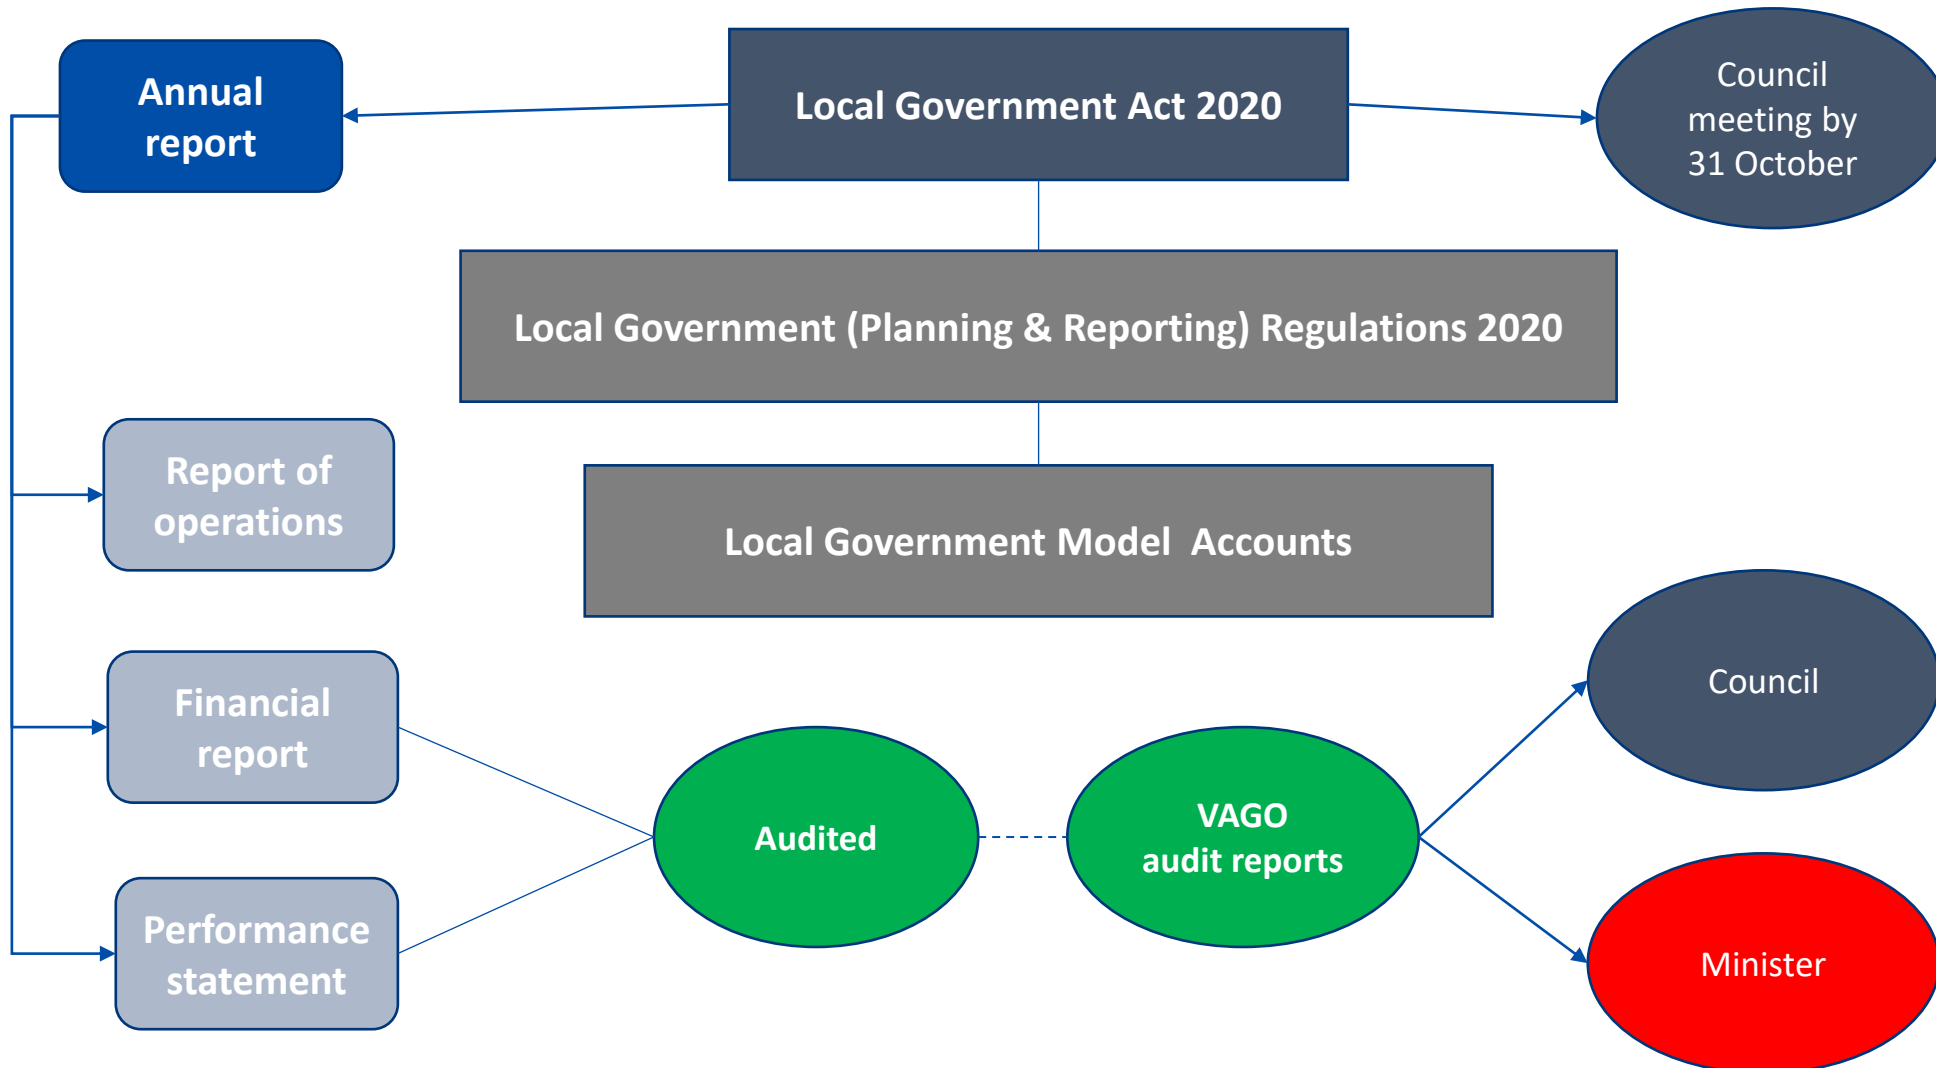 Annual
report
Local Government Act 2020
Council
meeting by
31 October
Local Government (Planning & Reporting) Regulations 2020
Report of
operations
Local Government Model  Accounts
Financial
report
Council
Audited
VAGO
audit reports
Performance
statement
Minister